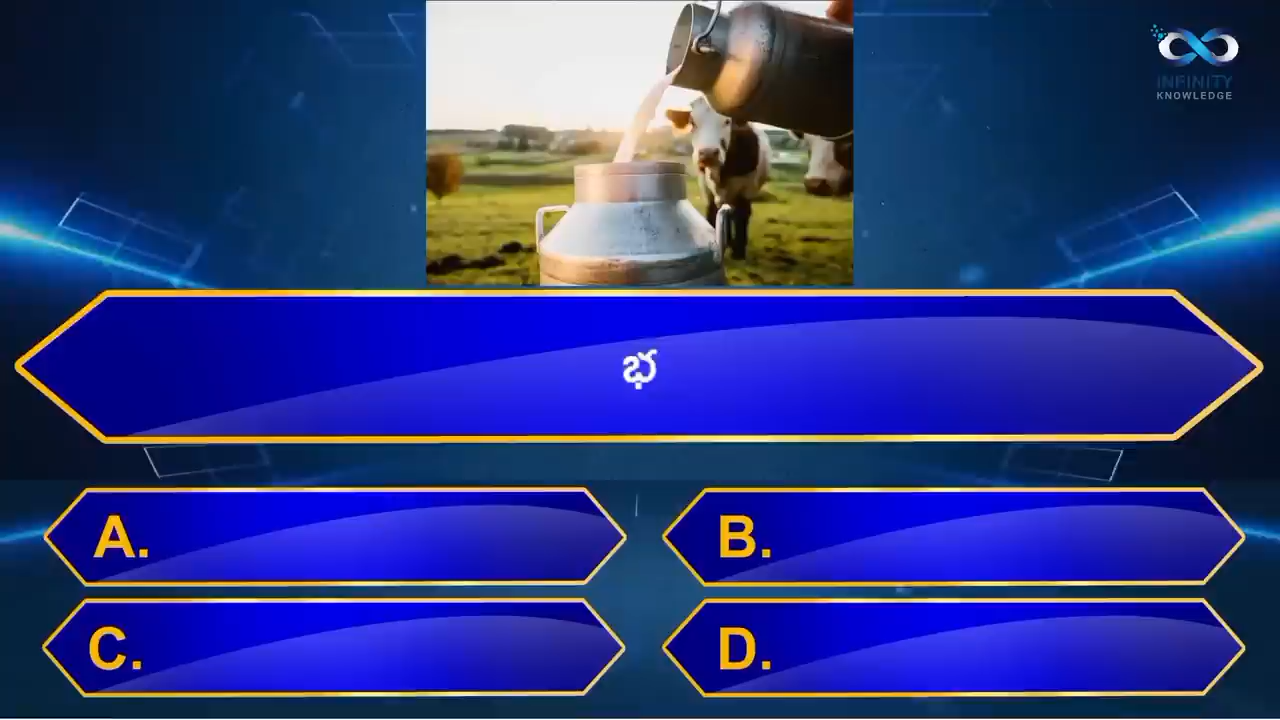 INFINITY
KNOWLEDGE
భ
A.
B.
C.
D.